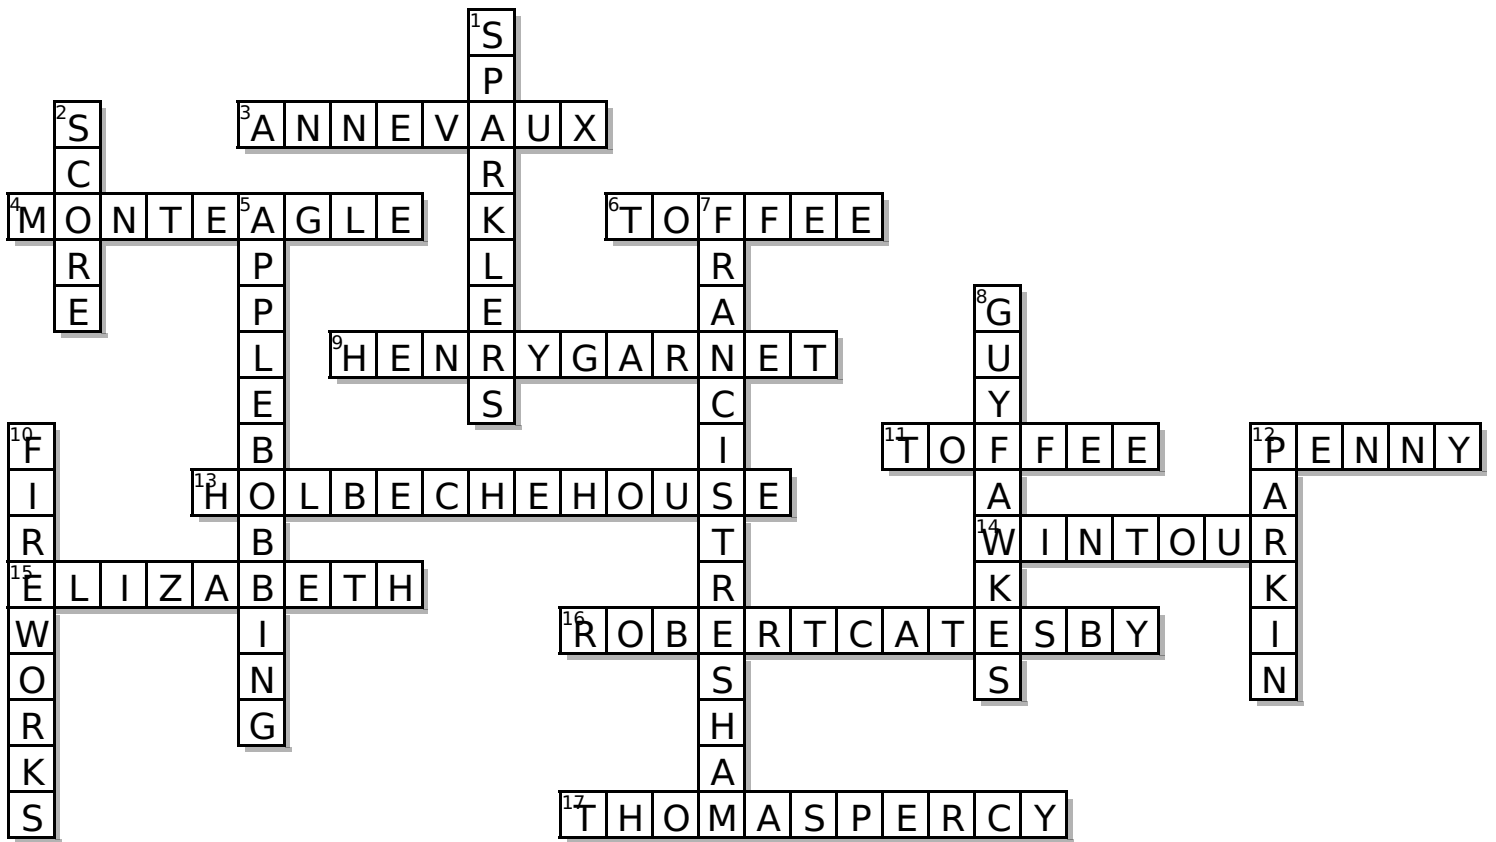 1 SPARKLERS
2 SCORE
3 ANNEVAUX
4 MONTEAGLE
5 APPLEBOBBING
6 TOFFEE
7 FRANCISTRESHAM
8 GUYFAWKES
9 HENRYGARNET
10 FIREWORKS
11 TOFFEE
12 PENNY
12 PARKIN
13 HOLBECHEHOUSE
14 WINTOUR
15 ELIZABETH
16 ROBERTCATESBY
17 THOMASPERCY